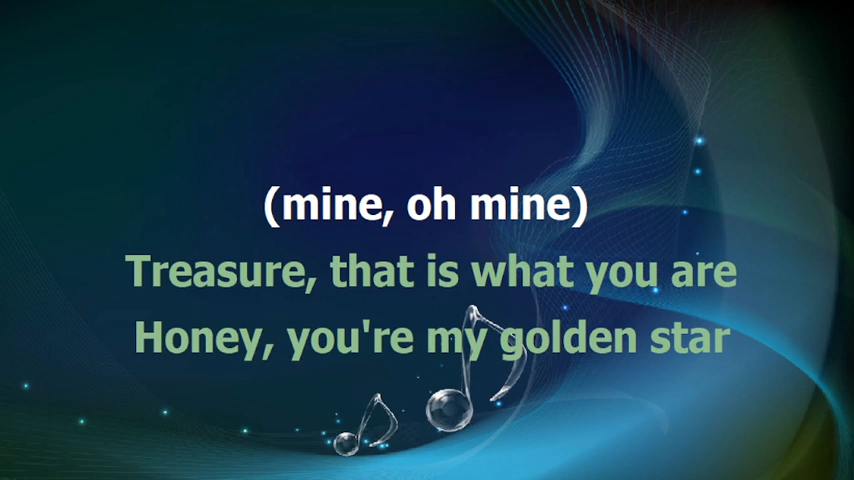 (mine, oh mine)
Treasure, that is what you are
Honey, you're my golden star